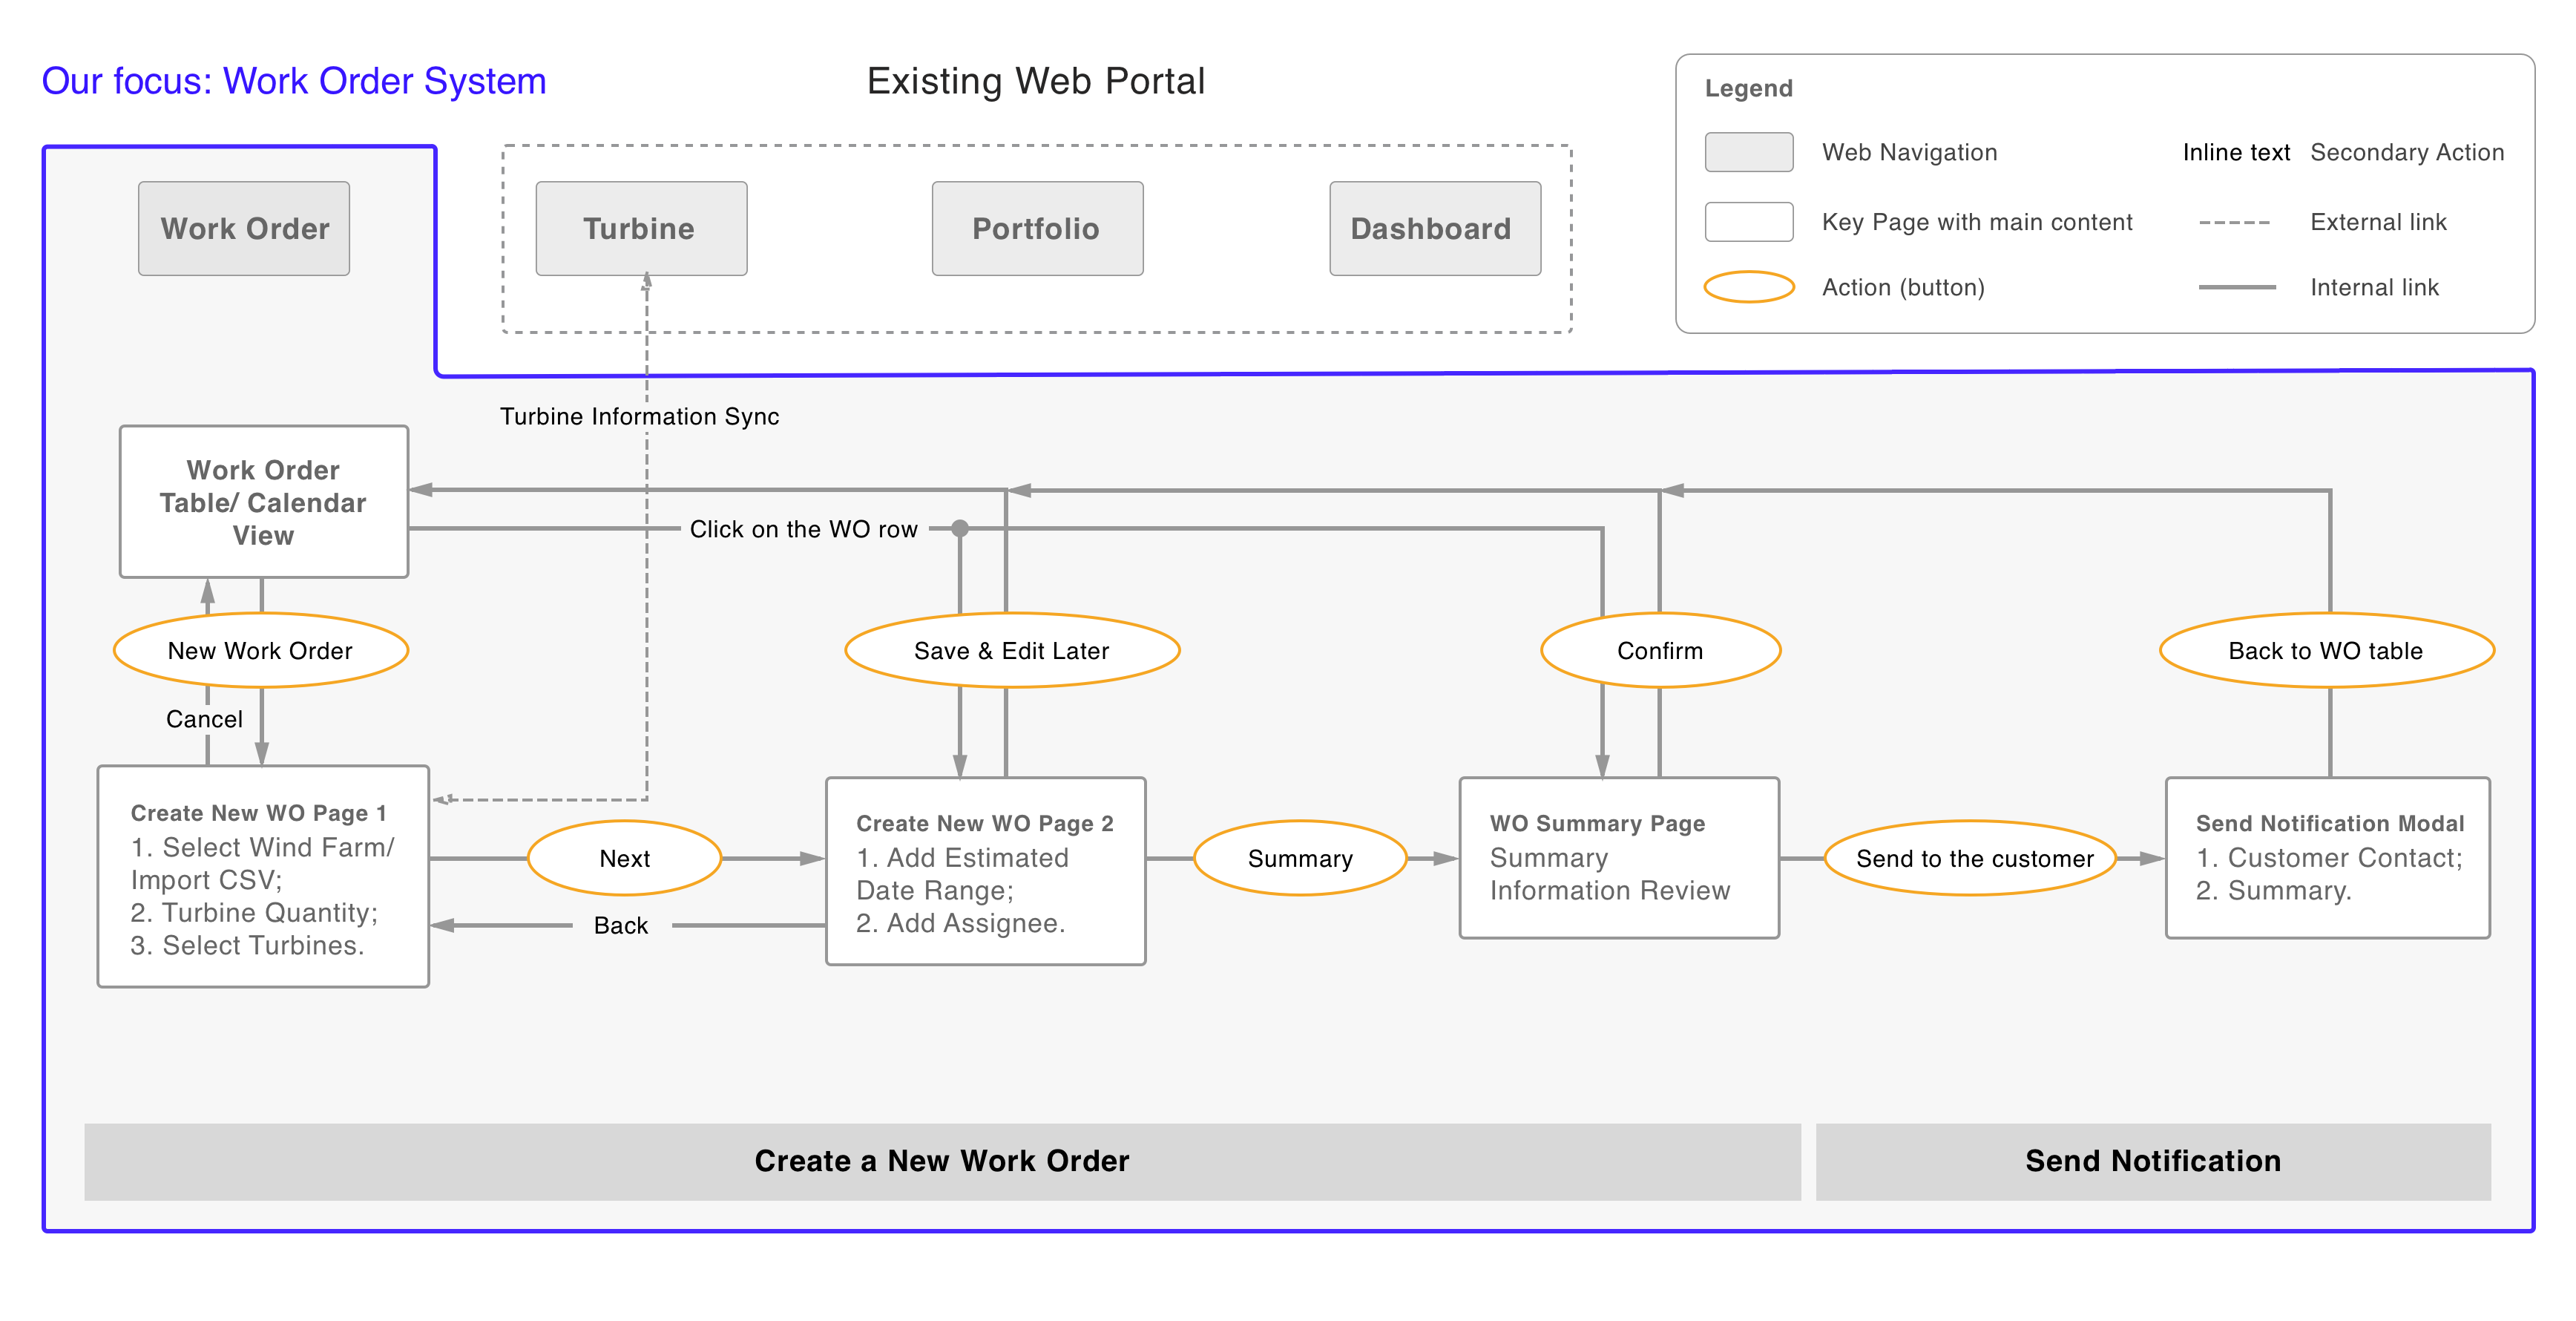 Our focus: Work Order System
Existing Web Portal
Legend
Web Navigation
Inline text
Secondary Action
Key Page with main content
External link
Action (button)
Internal link
Work Order
Turbine
Portfolio
Dashboard
Turbine Information Sync
Work Order
Table/ Calendar
View
Click on the WO row
New Work Order
Save & Edit Later
Confirm
Back to WO table
Cancel
Create New WO Page 1
1. Select Wind Farm/
Import CSV;
2. Turbine Quantity;
3. Select Turbines.
Next
Back
Create New WO Page 2
1. Add Estimated
Date Range;
2. Add Assignee.
Summary
WO Summary Page
Summary
Information Review
Send to the customer
Send Notification Modal
1. Customer Contact;
2. Summary.
Create a New Work Order
Send Notification